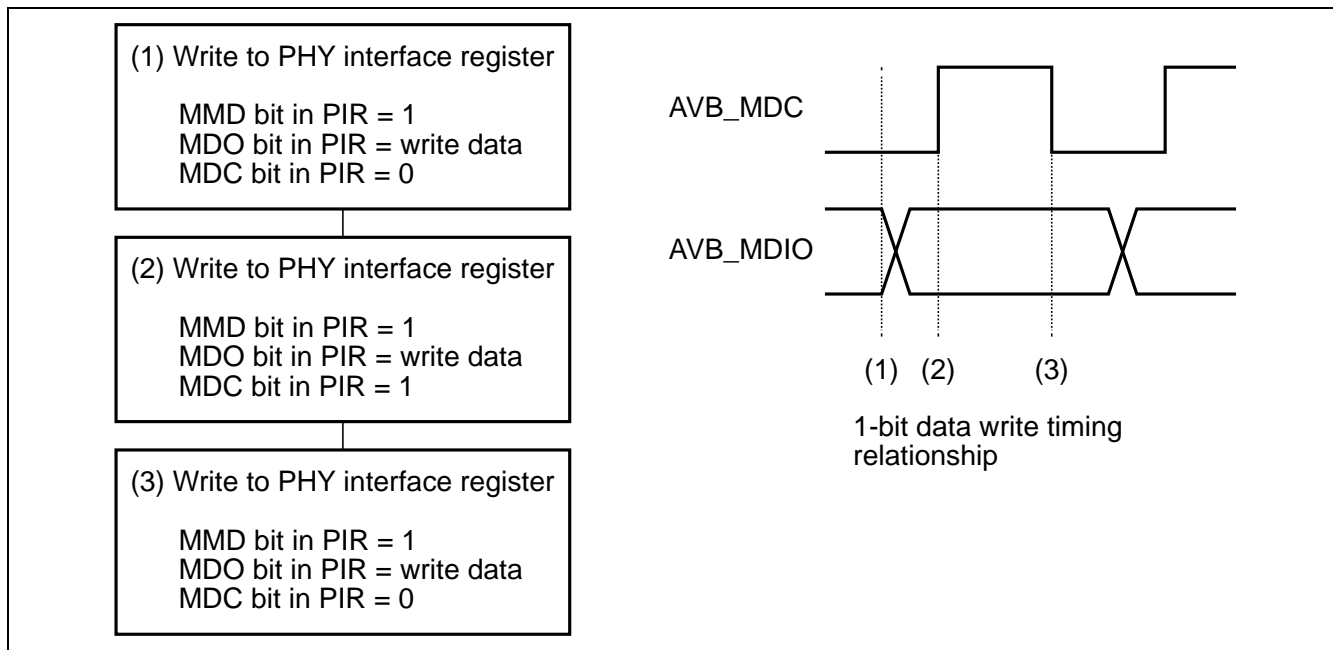 (1) Write to PHY interface register
MMD bit in PIR = 1
MDO bit in PIR = write data
MDC bit in PIR = 0
(2) Write to PHY interface register
MMD bit in PIR = 1
MDO bit in PIR = write data
MDC bit in PIR = 1
(3) Write to PHY interface register
MMD bit in PIR = 1
MDO bit in PIR = write data
MDC bit in PIR = 0
AVB_MDC
AVB_MDIO
(1) (2) (3)
1-bit data write timing
relationship